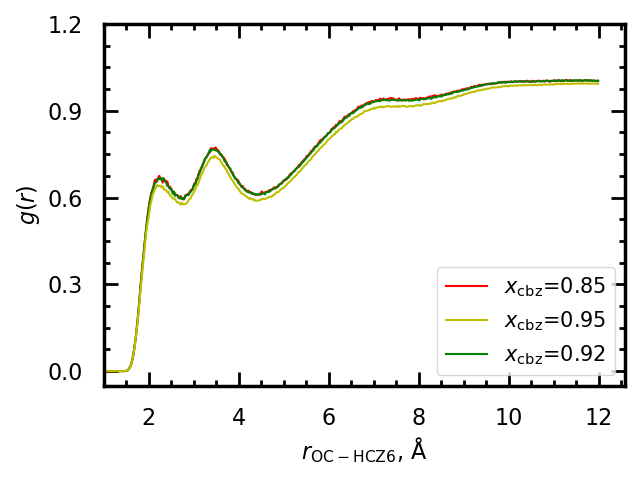 1.2
0.9
0.6
0.3
0.0
g(r)
2 4 6 8 10 12
r_OC−HCZ6, Å
x_cbz=0.85
x_cbz=0.95
x_cbz=0.92